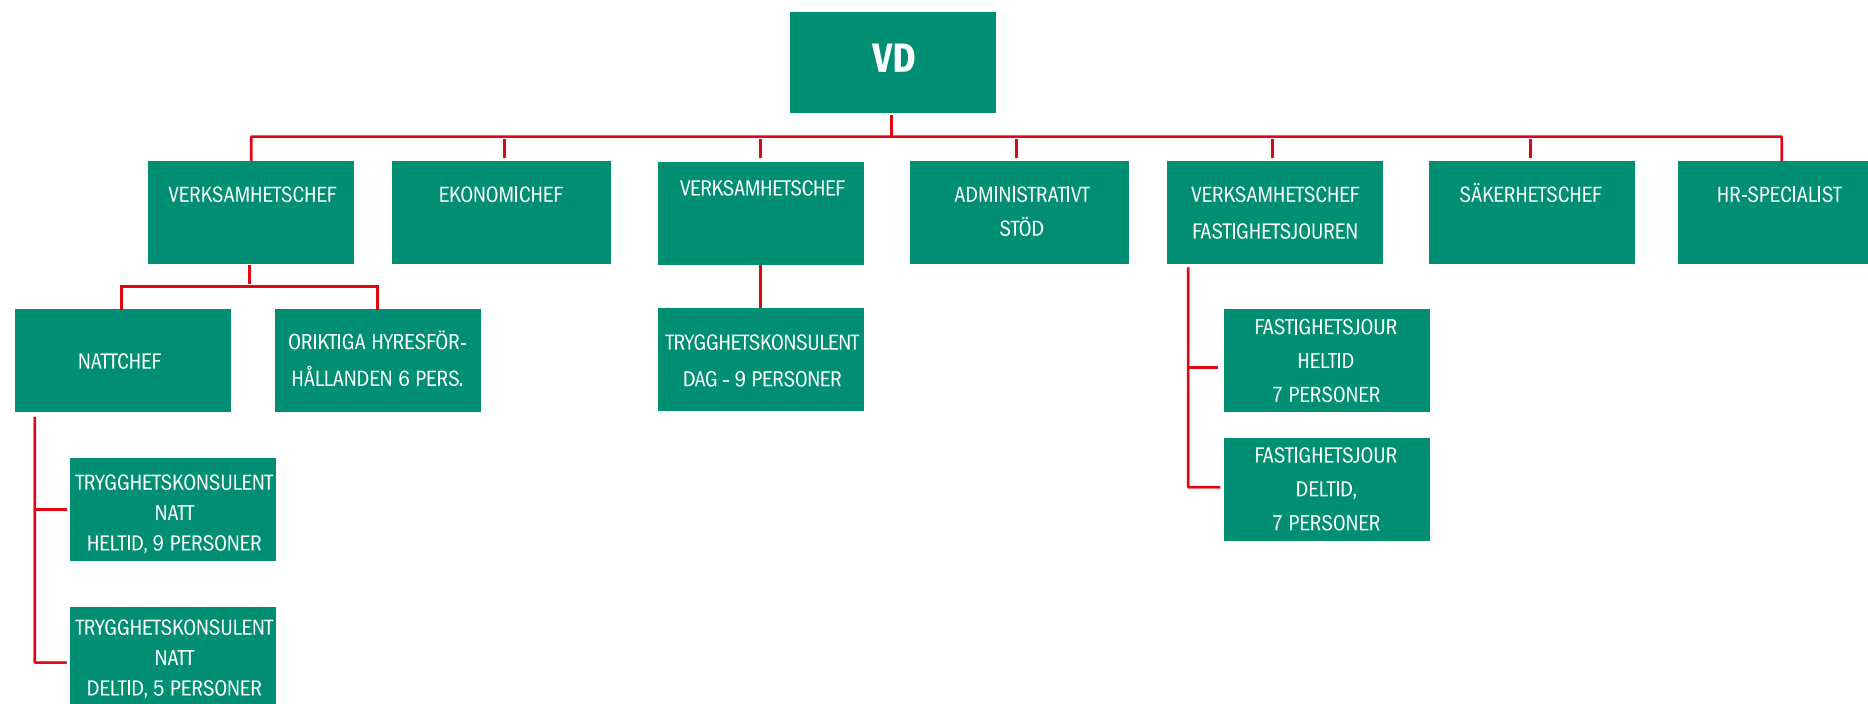 VD
VERKSAMHETSCHEF
EKONOMICHEF
VERKSAMHETSCHEF
ADMINISTRATIVT
STÖD
VERKSAMHETSCHEF
FASTIGHETSJOUREN
SÄKERHETSCHEF
HR-SPECIALIST
NATTCHEF
ORIKTIGA HYRESFÖR-
HÅLLANDEN 6 PERS.
TRYGGHETSKONSULENT
DAG - 9 PERSONER
FASTIGHETSJOUR
HELTID
7 PERSONER
FASTIGHETSJOUR
DELTID,
7 PERSONER
TRYGGHETSKONSULENT
NATT
HELTID, 9 PERSONER
TRYGGHETSKONSULENT
NATT
DELTID, 5 PERSONER